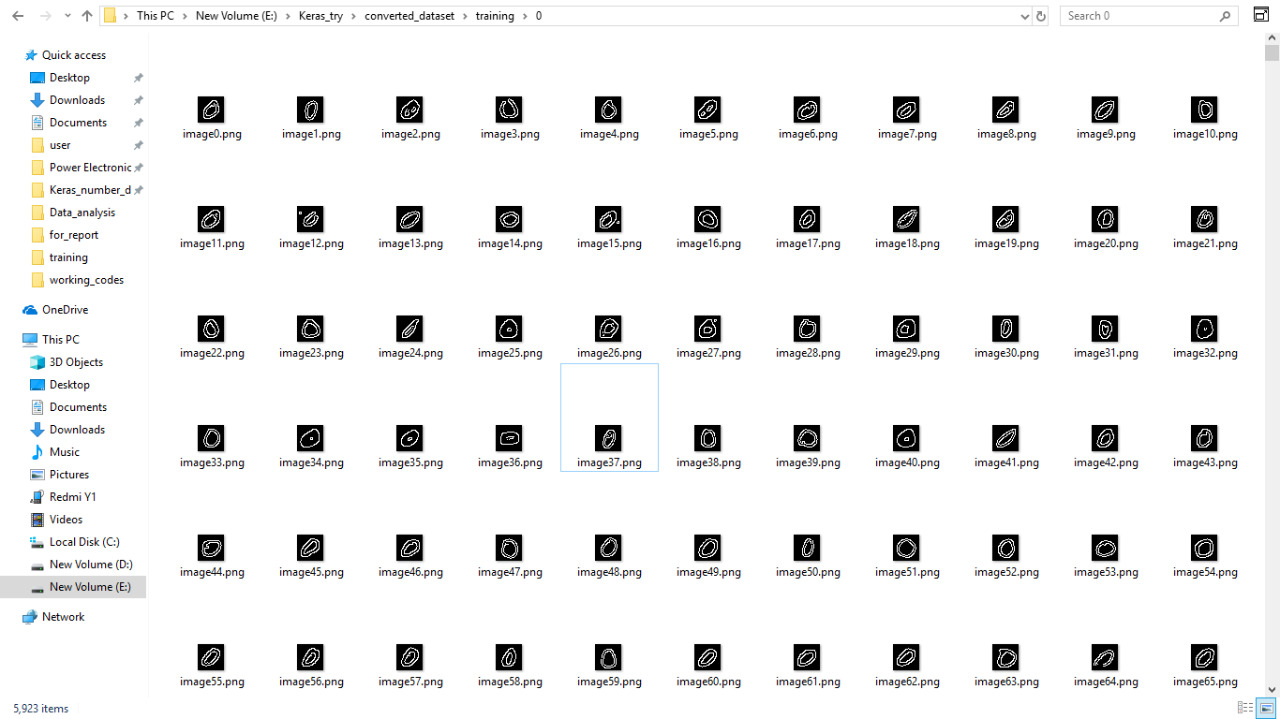 This PC > New Volume (E:) > Keras_try > converted_dataset > training > 0
Search 0
Quick access
Desktop
Downloads
Documents
user
Power Electronic
Keras_number_d
Data_analysis
for_report
training
working_codes
OneDrive
This PC
3D Objects
Desktop
Documents
Downloads
Music
Pictures
Redmi Y1
Videos
Local Disk (C:)
New Volume (D:)
New Volume (E:)
Network
image0.png image1.png image2.png image3.png image4.png image5.png image6.png image7.png image8.png image9.png image10.png
image11.png image12.png image13.png image14.png image15.png image16.png image17.png image18.png image19.png image20.png image21.png
image22.png image23.png image24.png image25.png image26.png image27.png image28.png image29.png image30.png image31.png image32.png
image33.png image34.png image35.png image36.png image37.png image38.png image39.png image40.png image41.png image42.png image43.png
image44.png image45.png image46.png image47.png image48.png image49.png image50.png image51.png image52.png image53.png image54.png
image55.png image56.png image57.png image58.png image59.png image60.png image61.png image62.png image63.png image64.png image65.png
5,923 items